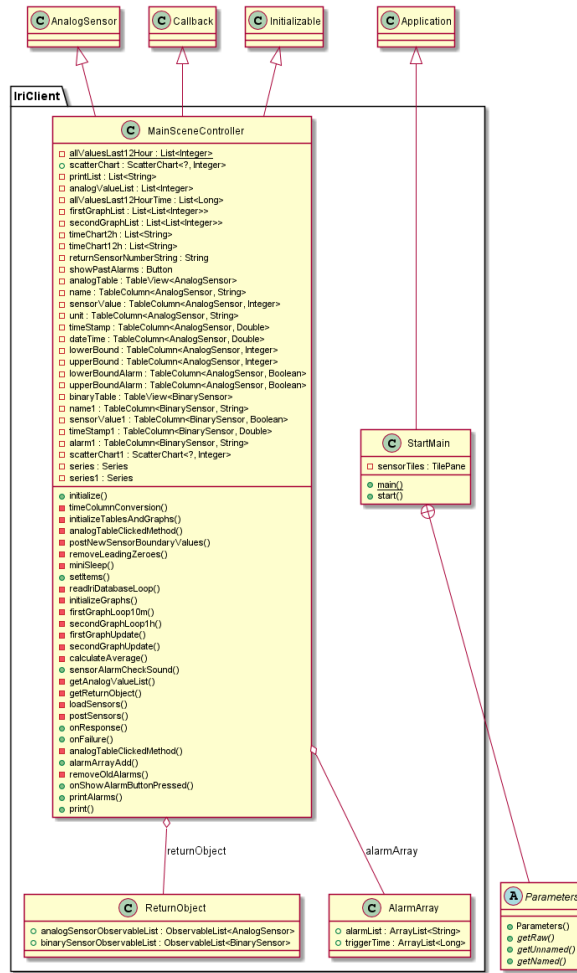 C AnalogSensor
C Callback
C Initializable
C Application
IriClient
C MainSceneController
allValuesLast12Hour : List<Integer>
scatterChart : ScatterChart<?, Integer>
printList : List<String>
analogValueList : List<Integer>
allValuesLast12HourTime : List<Long>
firstGraphList : List<List<Integer>>
secondGraphList : List<List<Integer>>
timeChart2h : List<String>
timeChart12h : List<String>
returnSensorNumberString : String
showPastAlarms : Button
analogTable : TableView<AnalogSensor>
name : TableColumn<AnalogSensor, String>
sensorValue : TableColumn<AnalogSensor, Integer>
unit : TableColumn<AnalogSensor, String>
timeStamp : TableColumn<AnalogSensor, Double>
dateTime : TableColumn<AnalogSensor, Double>
lowerBound : TableColumn<AnalogSensor, Integer>
upperBound : TableColumn<AnalogSensor, Integer>
lowerBoundAlarm : TableColumn<AnalogSensor, Boolean>
upperBoundAlarm : TableColumn<AnalogSensor, Boolean>
binaryTable : TableView<BinarySensor>
name1 : TableColumn<BinarySensor, String>
sensorValue1 : TableColumn<BinarySensor, Boolean>
timeStamp1 : TableColumn<BinarySensor, Double>
alarm1 : TableColumn<BinarySensor, String>
scatterChart1 : ScatterChart<?, Integer>
series : Series
series1 : Series
initialize()
timeColumnConversion()
initializeTablesAndGraphs()
analogTableClickedMethod()
postNewSensorBoundaryValues()
removeLeadingZeroes()
miniSleep()
setItems()
readIriDatabaseLoop()
initializeGraphs()
firstGraphLoop10m()
secondGraphLoop1h()
firstGraphUpdate()
secondGraphUpdate()
calculateAverage()
sensorAlarmCheckSound()
getAnalogValueList()
getReturnObject()
loadSensors()
postSensors()
onResponse()
onFailure()
analogTableClickedMethod()
alarmArrayAdd()
removeOldAlarms()
onShowAlarmButtonPressed()
printAlarms()
print()
C StartMain
sensorTiles : TilePane
main()
start()
returnObject
alarmArray
C ReturnObject
analogSensorObservableList : ObservableList<AnalogSensor>
binarySensorObservableList : ObservableList<BinarySensor>
C AlarmArray
alarmList : ArrayList<String>
triggerTime : ArrayList<Long>
A Parameters
Parameters()
getRaw()
getUnnamed()
getNamed()